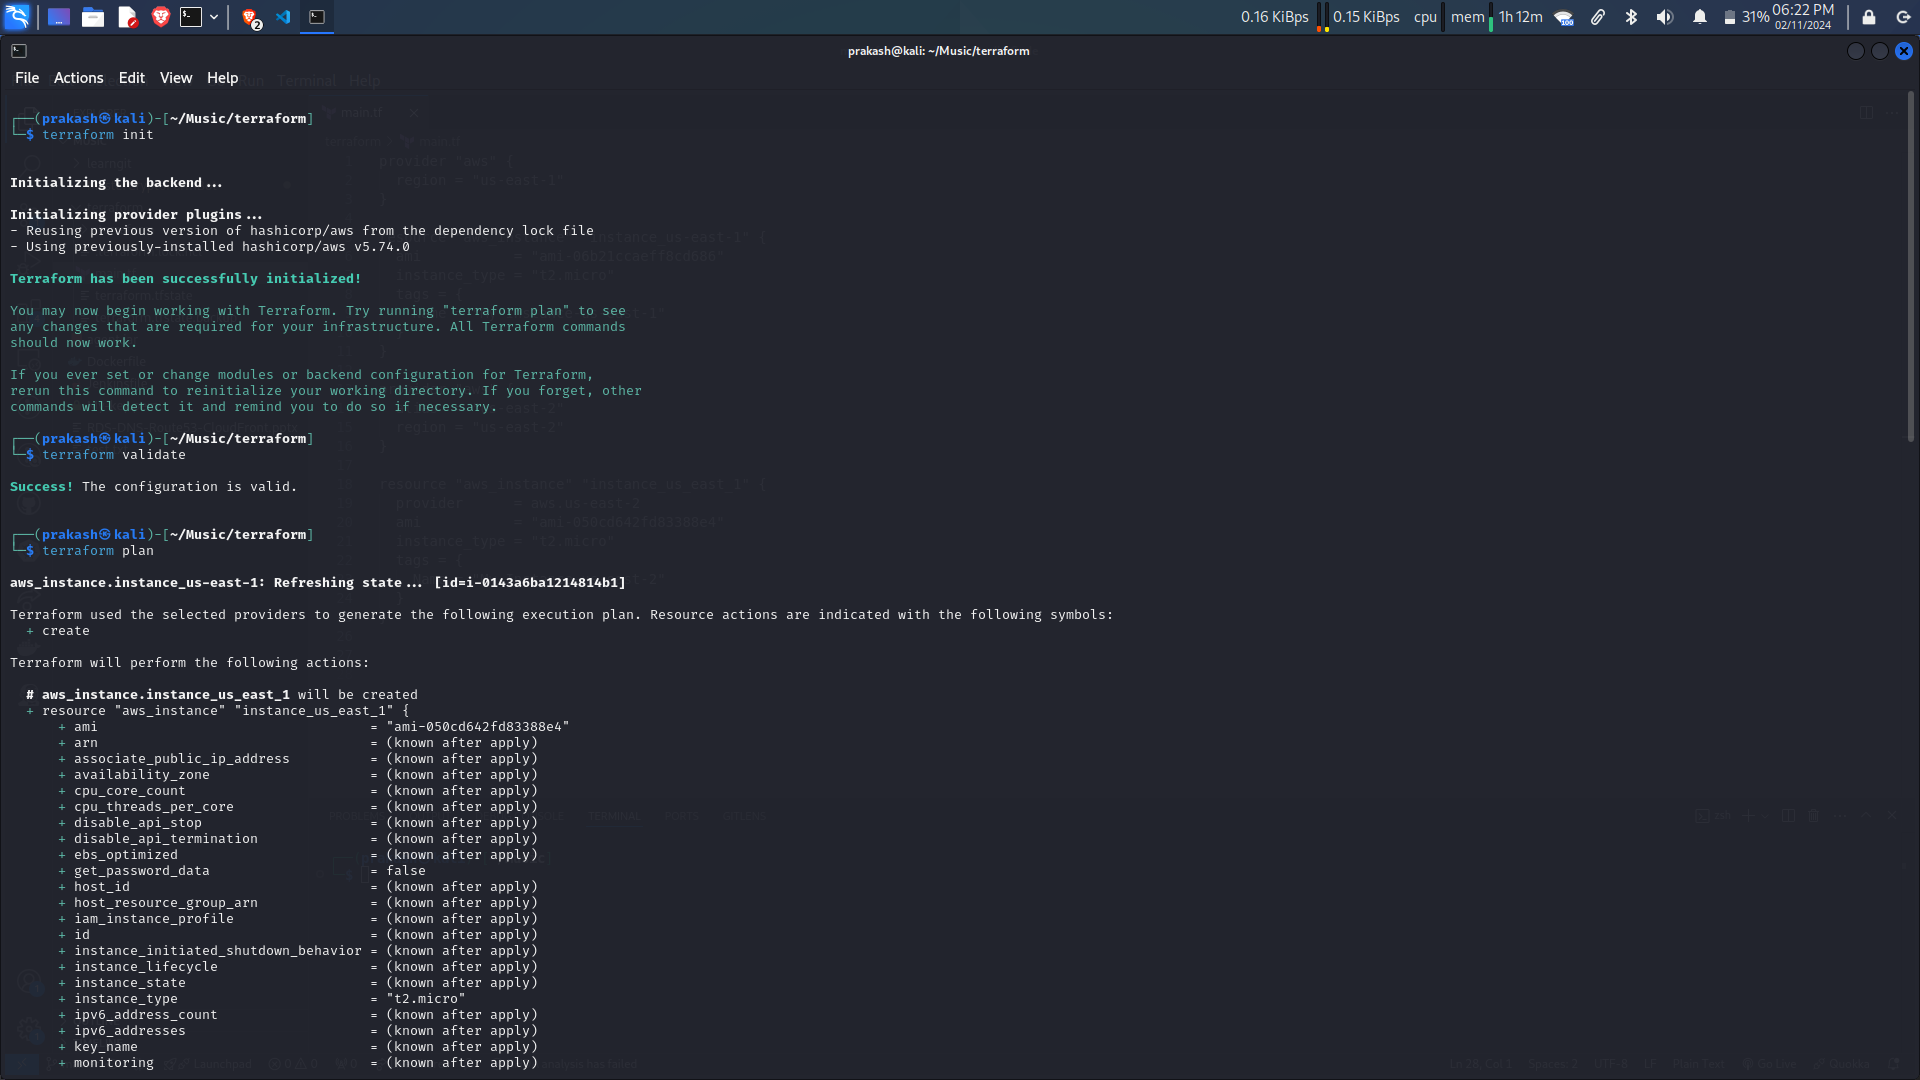 0.16 KiBps 0.15 KiBps cpu mem 1h12m 31% 06:22 PM
02/11/2024
2
prakash@kali: ~/Music/terraform
File Actions Edit View Help
┌──(prakash㉿kali)-[~/Music/terraform]
└─$ terraform init
Initializing the backend...
Initializing provider plugins...
- Reusing previous version of hashicorp/aws from the dependency lock file
- Using previously-installed hashicorp/aws v5.74.0
Terraform has been successfully initialized!
You may now begin working with Terraform. Try running "terraform plan" to see
any changes that are required for your infrastructure. All Terraform commands
should now work.
If you ever set or change modules or backend configuration for Terraform,
rerun this command to reinitialize your working directory. If you forget, other
commands will detect it and remind you to do so if necessary.
┌──(prakash㉿kali)-[~/Music/terraform]
└─$ terraform validate
Success! The configuration is valid.
┌──(prakash㉿kali)-[~/Music/terraform]
└─$ terraform plan
aws_instance.instance_us-east-1: Refreshing state... [id=i-0143a6ba1214814b1]
Terraform used the selected providers to generate the following execution plan. Resource actions are indicated with the following symbols:
+ create
Terraform will perform the following actions:
# aws_instance.instance_us_east_1 will be created
+ resource "aws_instance" "instance_us_east_1" {
+ ami = "ami-050cd642fd83388e4"
+ arn = (known after apply)
+ associate_public_ip_address = (known after apply)
+ availability_zone = (known after apply)
+ cpu_core_count = (known after apply)
+ cpu_threads_per_core = (known after apply)
+ disable_api_stop = (known after apply)
+ disable_api_termination = (known after apply)
+ ebs_optimized = (known after apply)
+ get_password_data = false
+ host_id = (known after apply)
+ host_resource_group_arn = (known after apply)
+ iam_instance_profile = (known after apply)
+ id = (known after apply)
+ instance_initiated_shutdown_behavior = (known after apply)
+ instance_lifecycle = (known after apply)
+ instance_state = (known after apply)
+ instance_type = "t2.micro"
+ ipv6_address_count = (known after apply)
+ ipv6_addresses = (known after apply)
+ key_name = (known after apply)
+ monitoring = (known after apply)